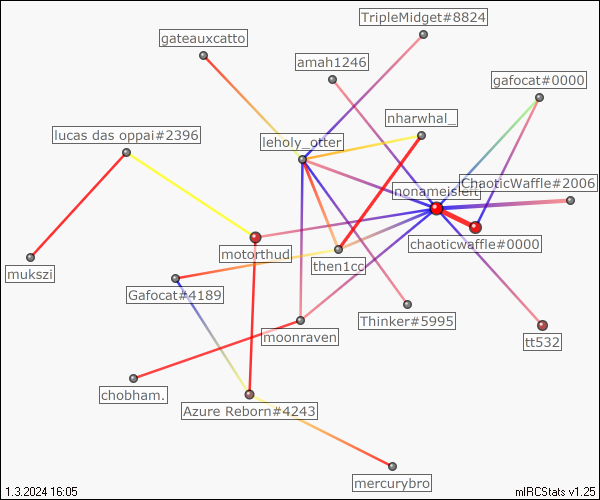 TripleMidget#8824
gateauxcatto
amah1246
gafocat#0000
nharwhal_
lucas das oppai#2396
leholy_otter
ChaoticWaffle#2006
chaoticwaffle#0000
motorthud
then1cc
mukszi
Gafocat#4189
Thinker#5995
moonraven
tt532
chobham.
Azure Reborn#4243
mercurybro
1.3.2024 16:05
mIRCStats v1.25